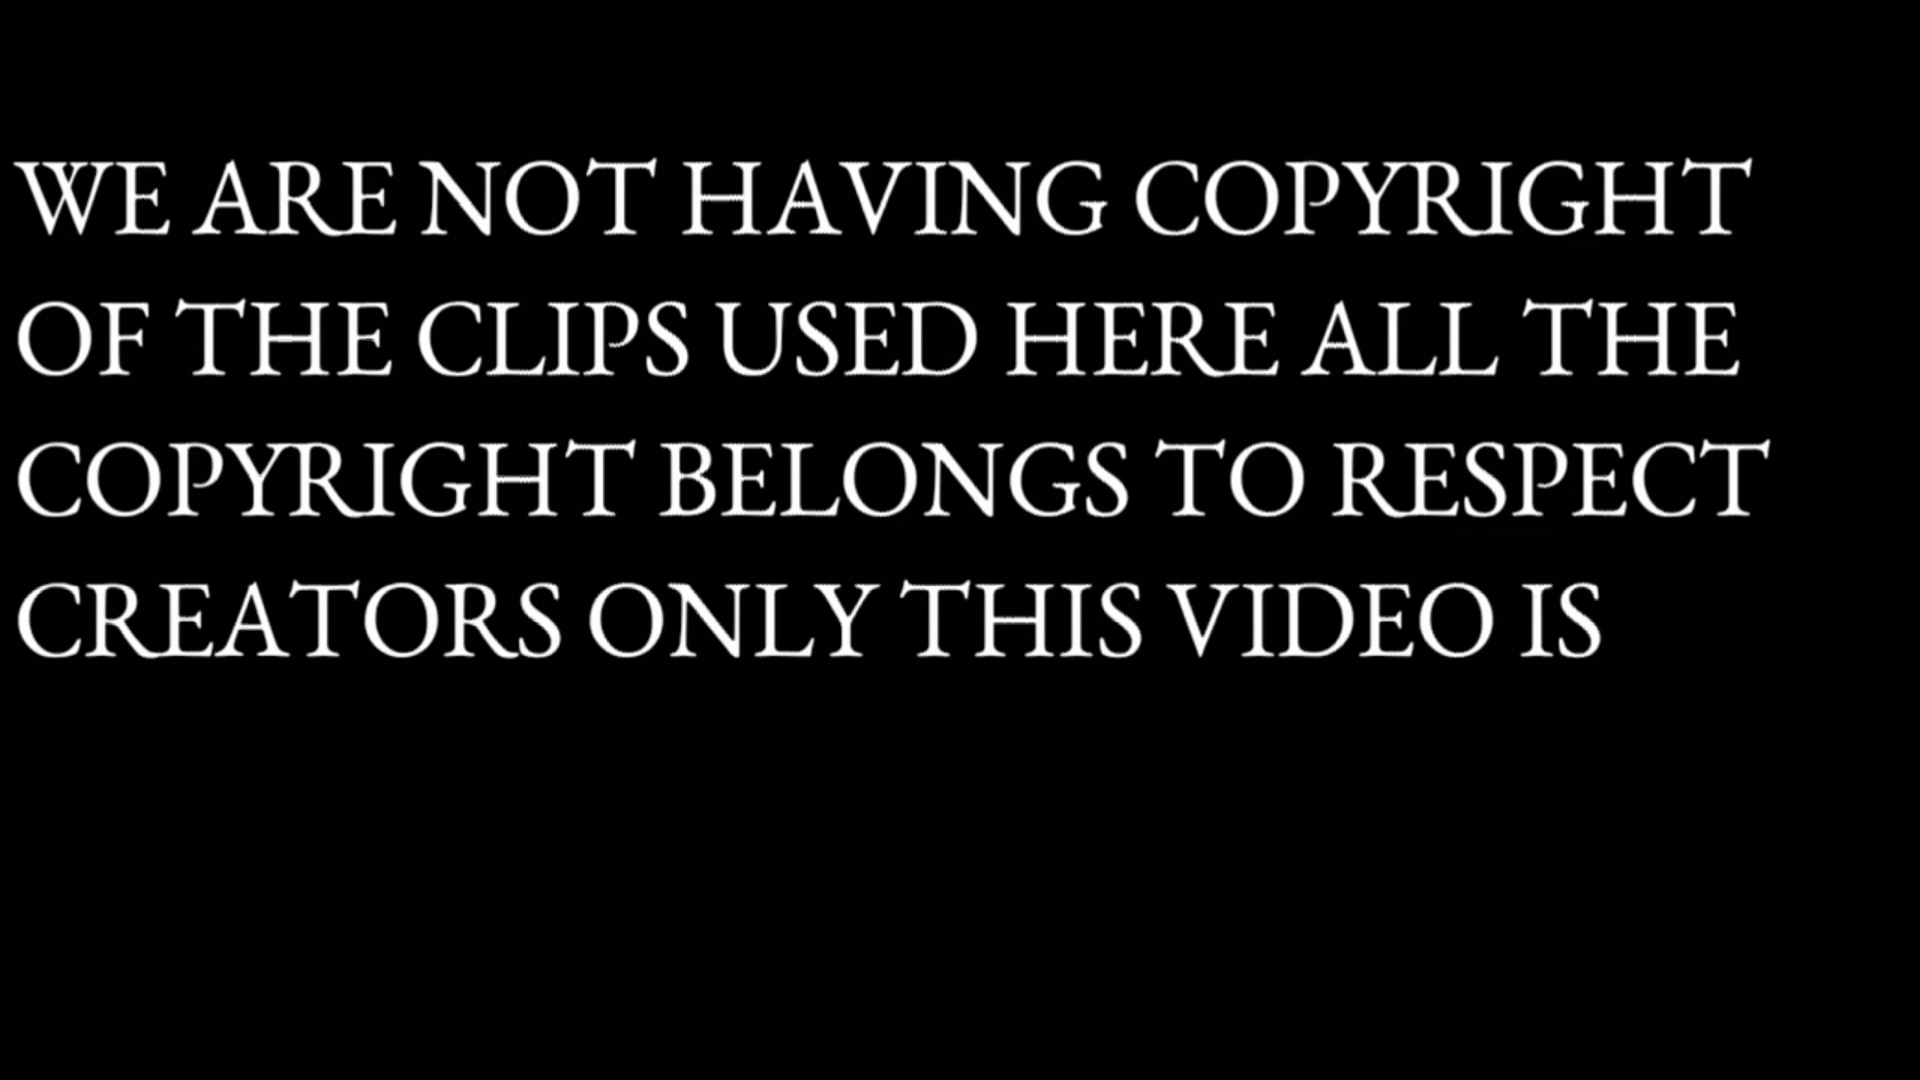 WE ARE NOT HAVING COPYRIGHT
OF THE CLIPS USED HERE ALL THE
COPYRIGHT BELONGS TO RESPECT
CREATORS ONLY THIS VIDEO IS